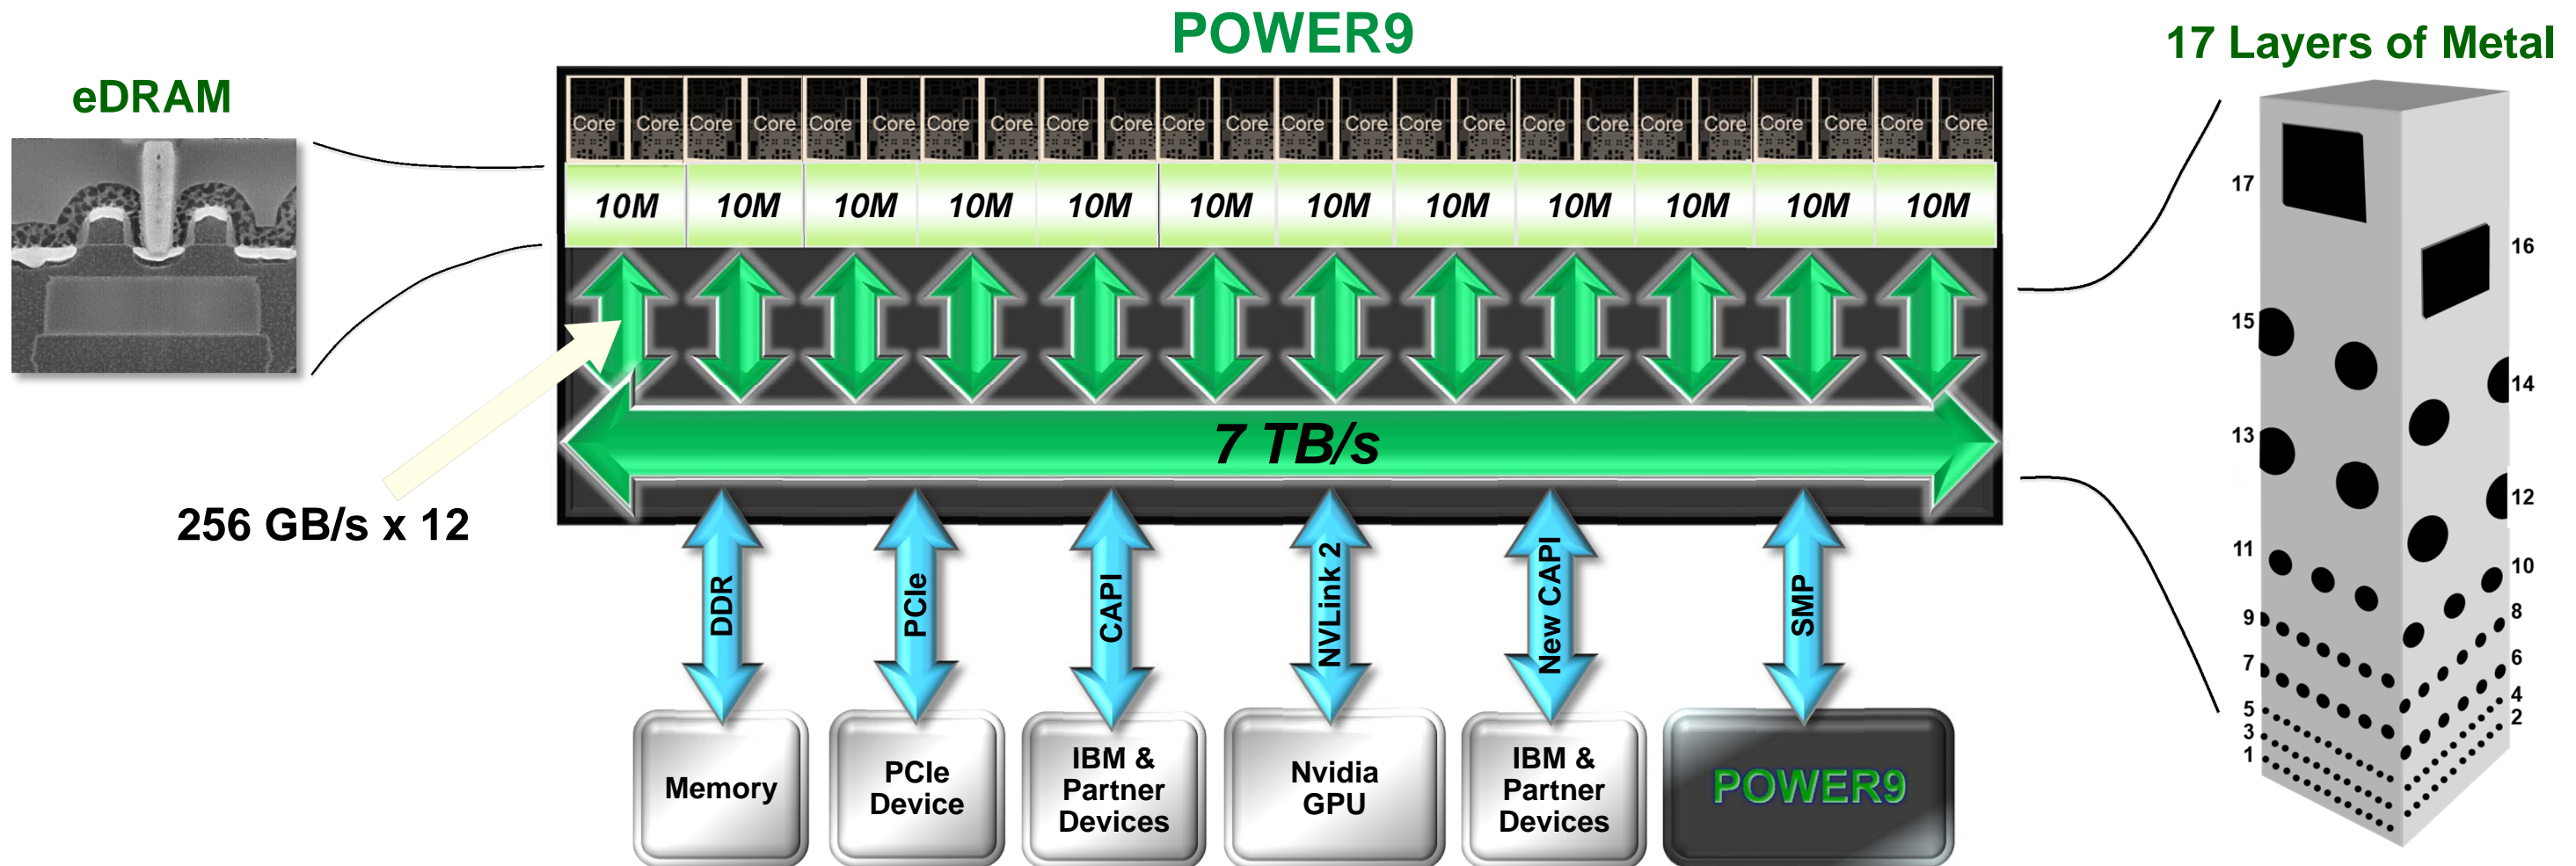 POWER9
17 Layers of Metal
eDRAM
Core Core Core Core Core Core Core Core Core Core Core Core Core Core Core Core Core Core Core Core Core Core Core Core
10M 10M 10M 10M 10M 10M 10M 10M 10M 10M 10M 10M
7 TB/s
256 GB/s x 12
DDR
PCIe
CAPI
NVLink 2
New CAPI
SMP
Memory
PCIe
Device
IBM &
Partner
Devices
Nvidia
GPU
IBM &
Partner
Devices
POWER9
17
16
15
14
13
12
11
10
9
8
7
6
5
4
3
2
1